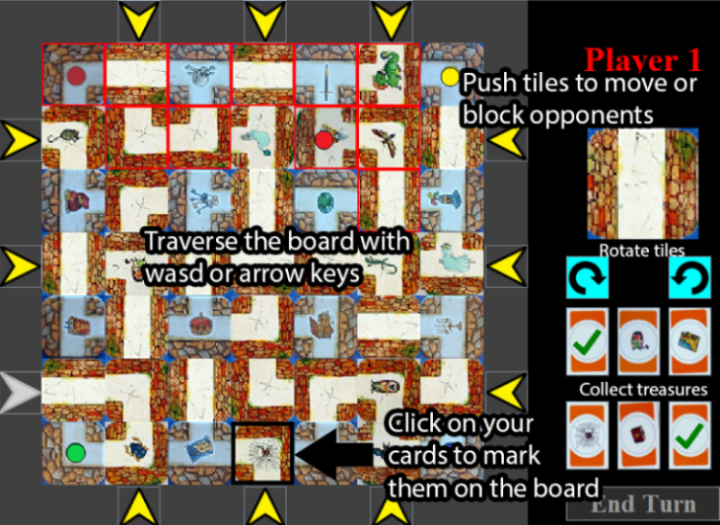 Player 1
Push tiles to move or
block opponents
Traverse the board with
wasd or arrow keys
Rotate tiles
Collect treasures
Click on your
cards to mark
them on the board
End Turn